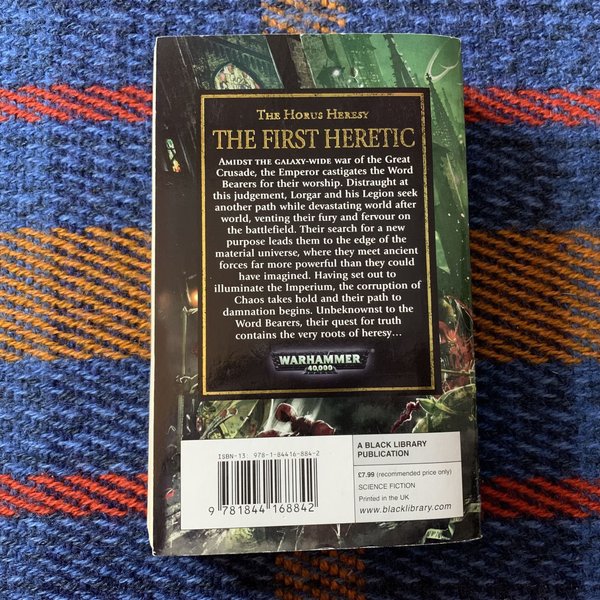 THE HORUS HERESY
THE FIRST HERETIC
AMIDST THE GALAXY-WIDE war of the Great
Crusade, the Emperor castigates the Word
Bearers for their worship. Distraught at
this judgement, Lorgar and his Legion seek
another path while devastating world after
world, venting their fury and fervour on
the battlefield. Their search for a new
purpose leads them to the edge of the
material universe, where they meet ancient
forces far more powerful than they could
have imagined. Having set out to
illuminate the Imperium, the corruption of
Chaos takes hold and their path to
damnation begins. Unbeknownst to the
Word Bearers, their quest for truth
contains the very roots of heresy...
WARHAMMER
40,000
ISBN-13: 978-1-84416-884-2
9 781844 168842
A BLACK LIBRARY
PUBLICATION
£7.99 (recommended price only)
SCIENCE FICTION
Printed in the UK
www.blacklibrary.com